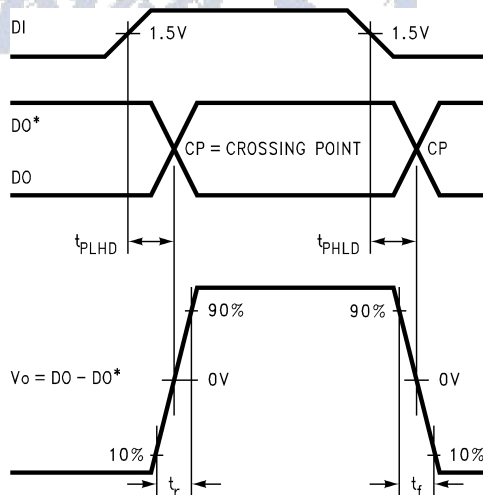 DI
1.5V
1.5V
DO*
CP = CROSSING POINT
CP
DO
tPLHD
tPHLD
90%
90%
Vo = DO – DO*
0V
0V
10%
10%
tr
tf